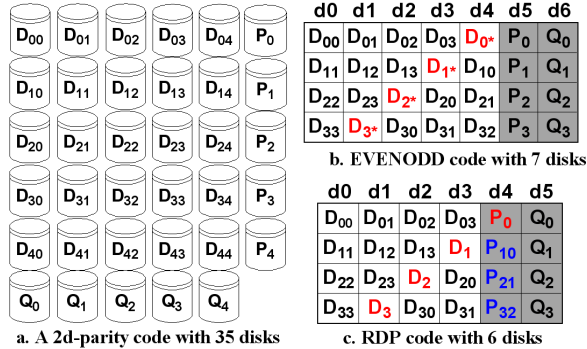 D00 D01 D02 D03 D04 P0
D10 D11 D12 D13 D14 P1
D20 D21 D22 D23 D24 P2
D30 D31 D32 D33 D34 P3
D40 D41 D42 D43 D44 P4
Q0 Q1 Q2 Q3 Q4
a. A 2d-parity code with 35 disks
d0 d1 d2 d3 d4 d5 d6
D00 D01 D02 D03 D0* P0 Q0
D11 D12 D13 D1* D10 P1 Q1
D22 D23 D2* D20 D21 P2 Q2
D33 D3* D30 D31 D32 P3 Q3
b. EVENODD code with 7 disks
d0 d1 d2 d3 d4 d5
D00 D01 D02 D03 P0 Q0
D11 D12 D13 D1 P10 Q1
D22 D23 D2 D20 P21 Q2
D33 D3 D30 D31 P32 Q3
c. RDP code with 6 disks